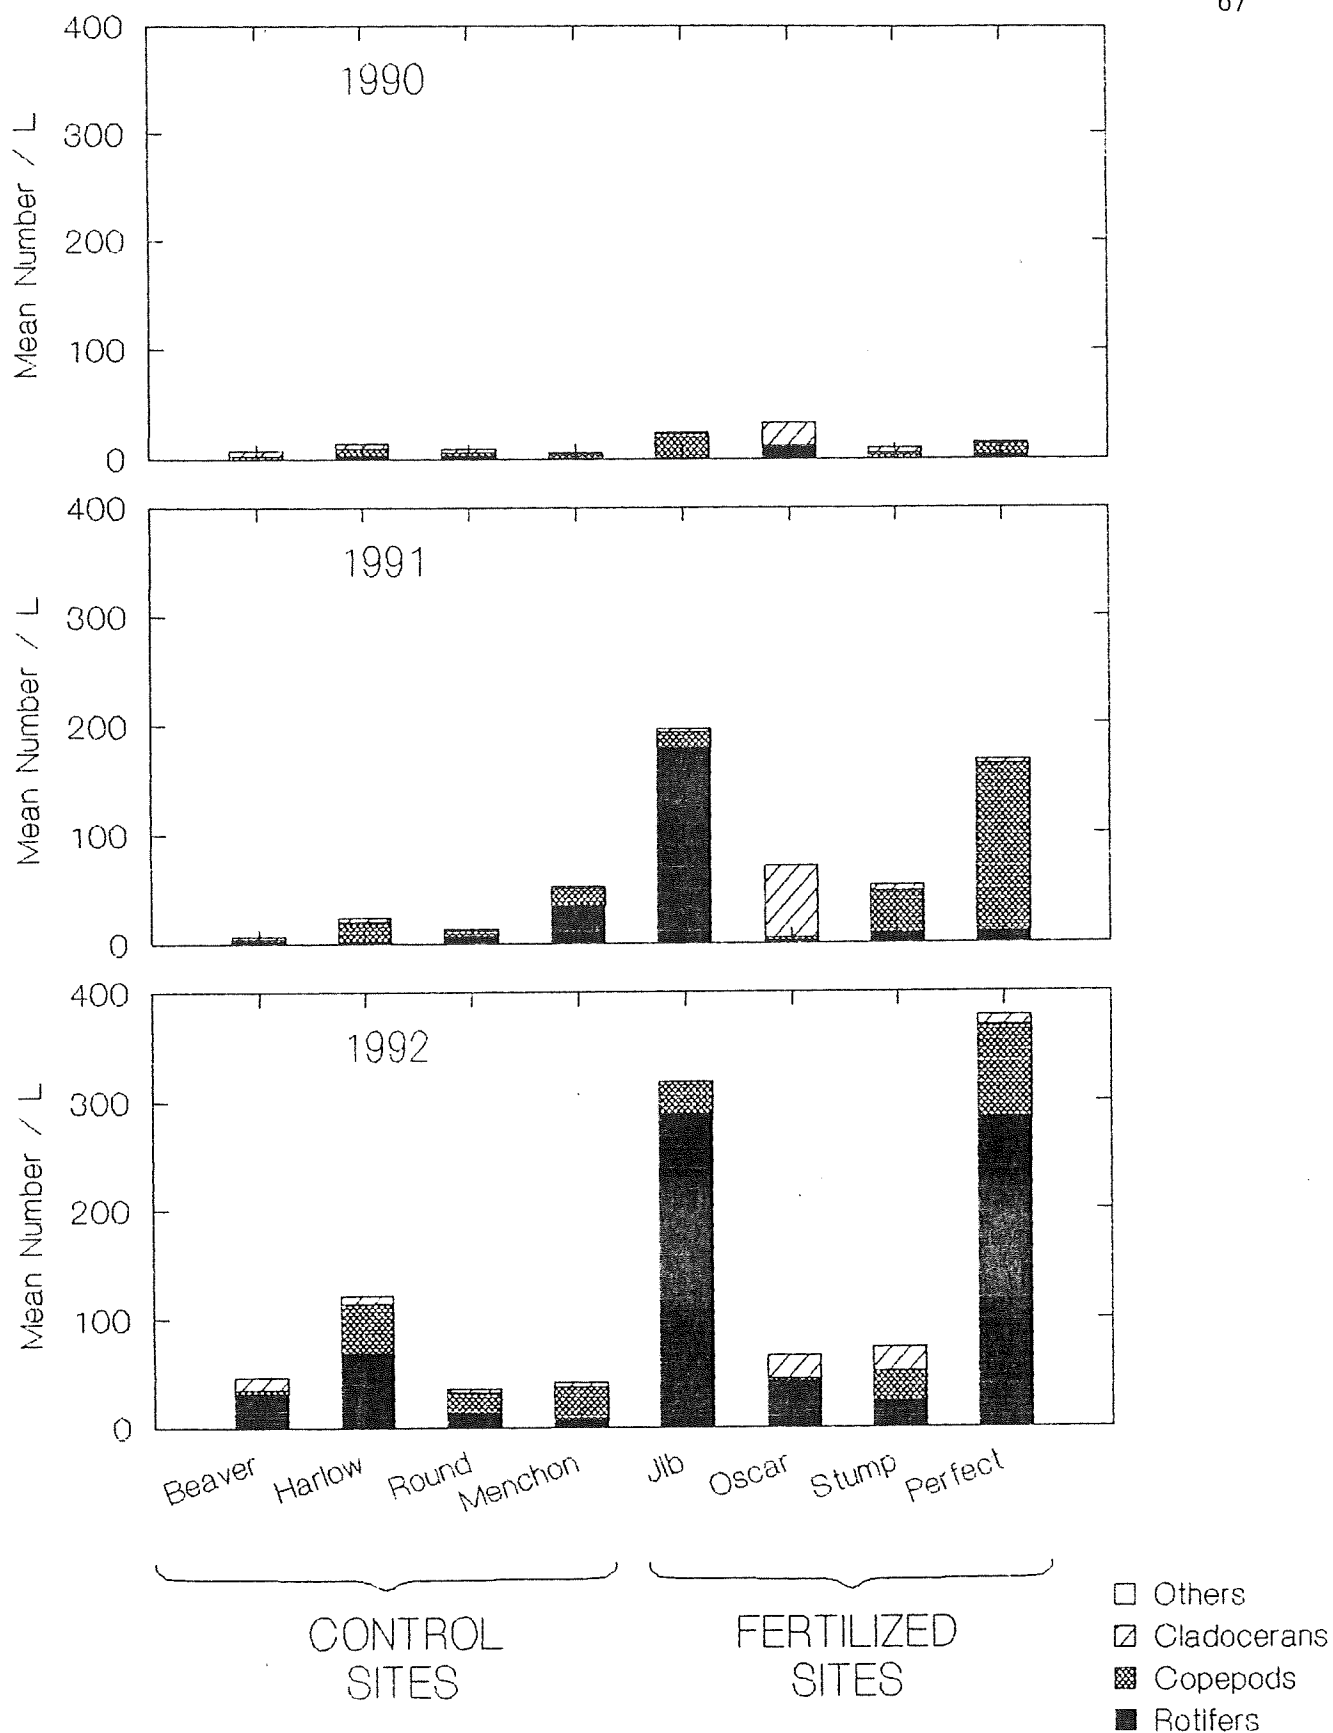 67
400
300
200
100
0
Mean Number / L
1990
400
300
200
100
0
Mean Number / L
1991
400
300
200
100
0
Mean Number / L
1992
Beaver
Harlow
Round
Menchon
Jlb
Oscar
Stump
Perfect
CONTROL
SITES
FERTILIZED
SITES
Others
Cladocerans
Copepods
Rotifers